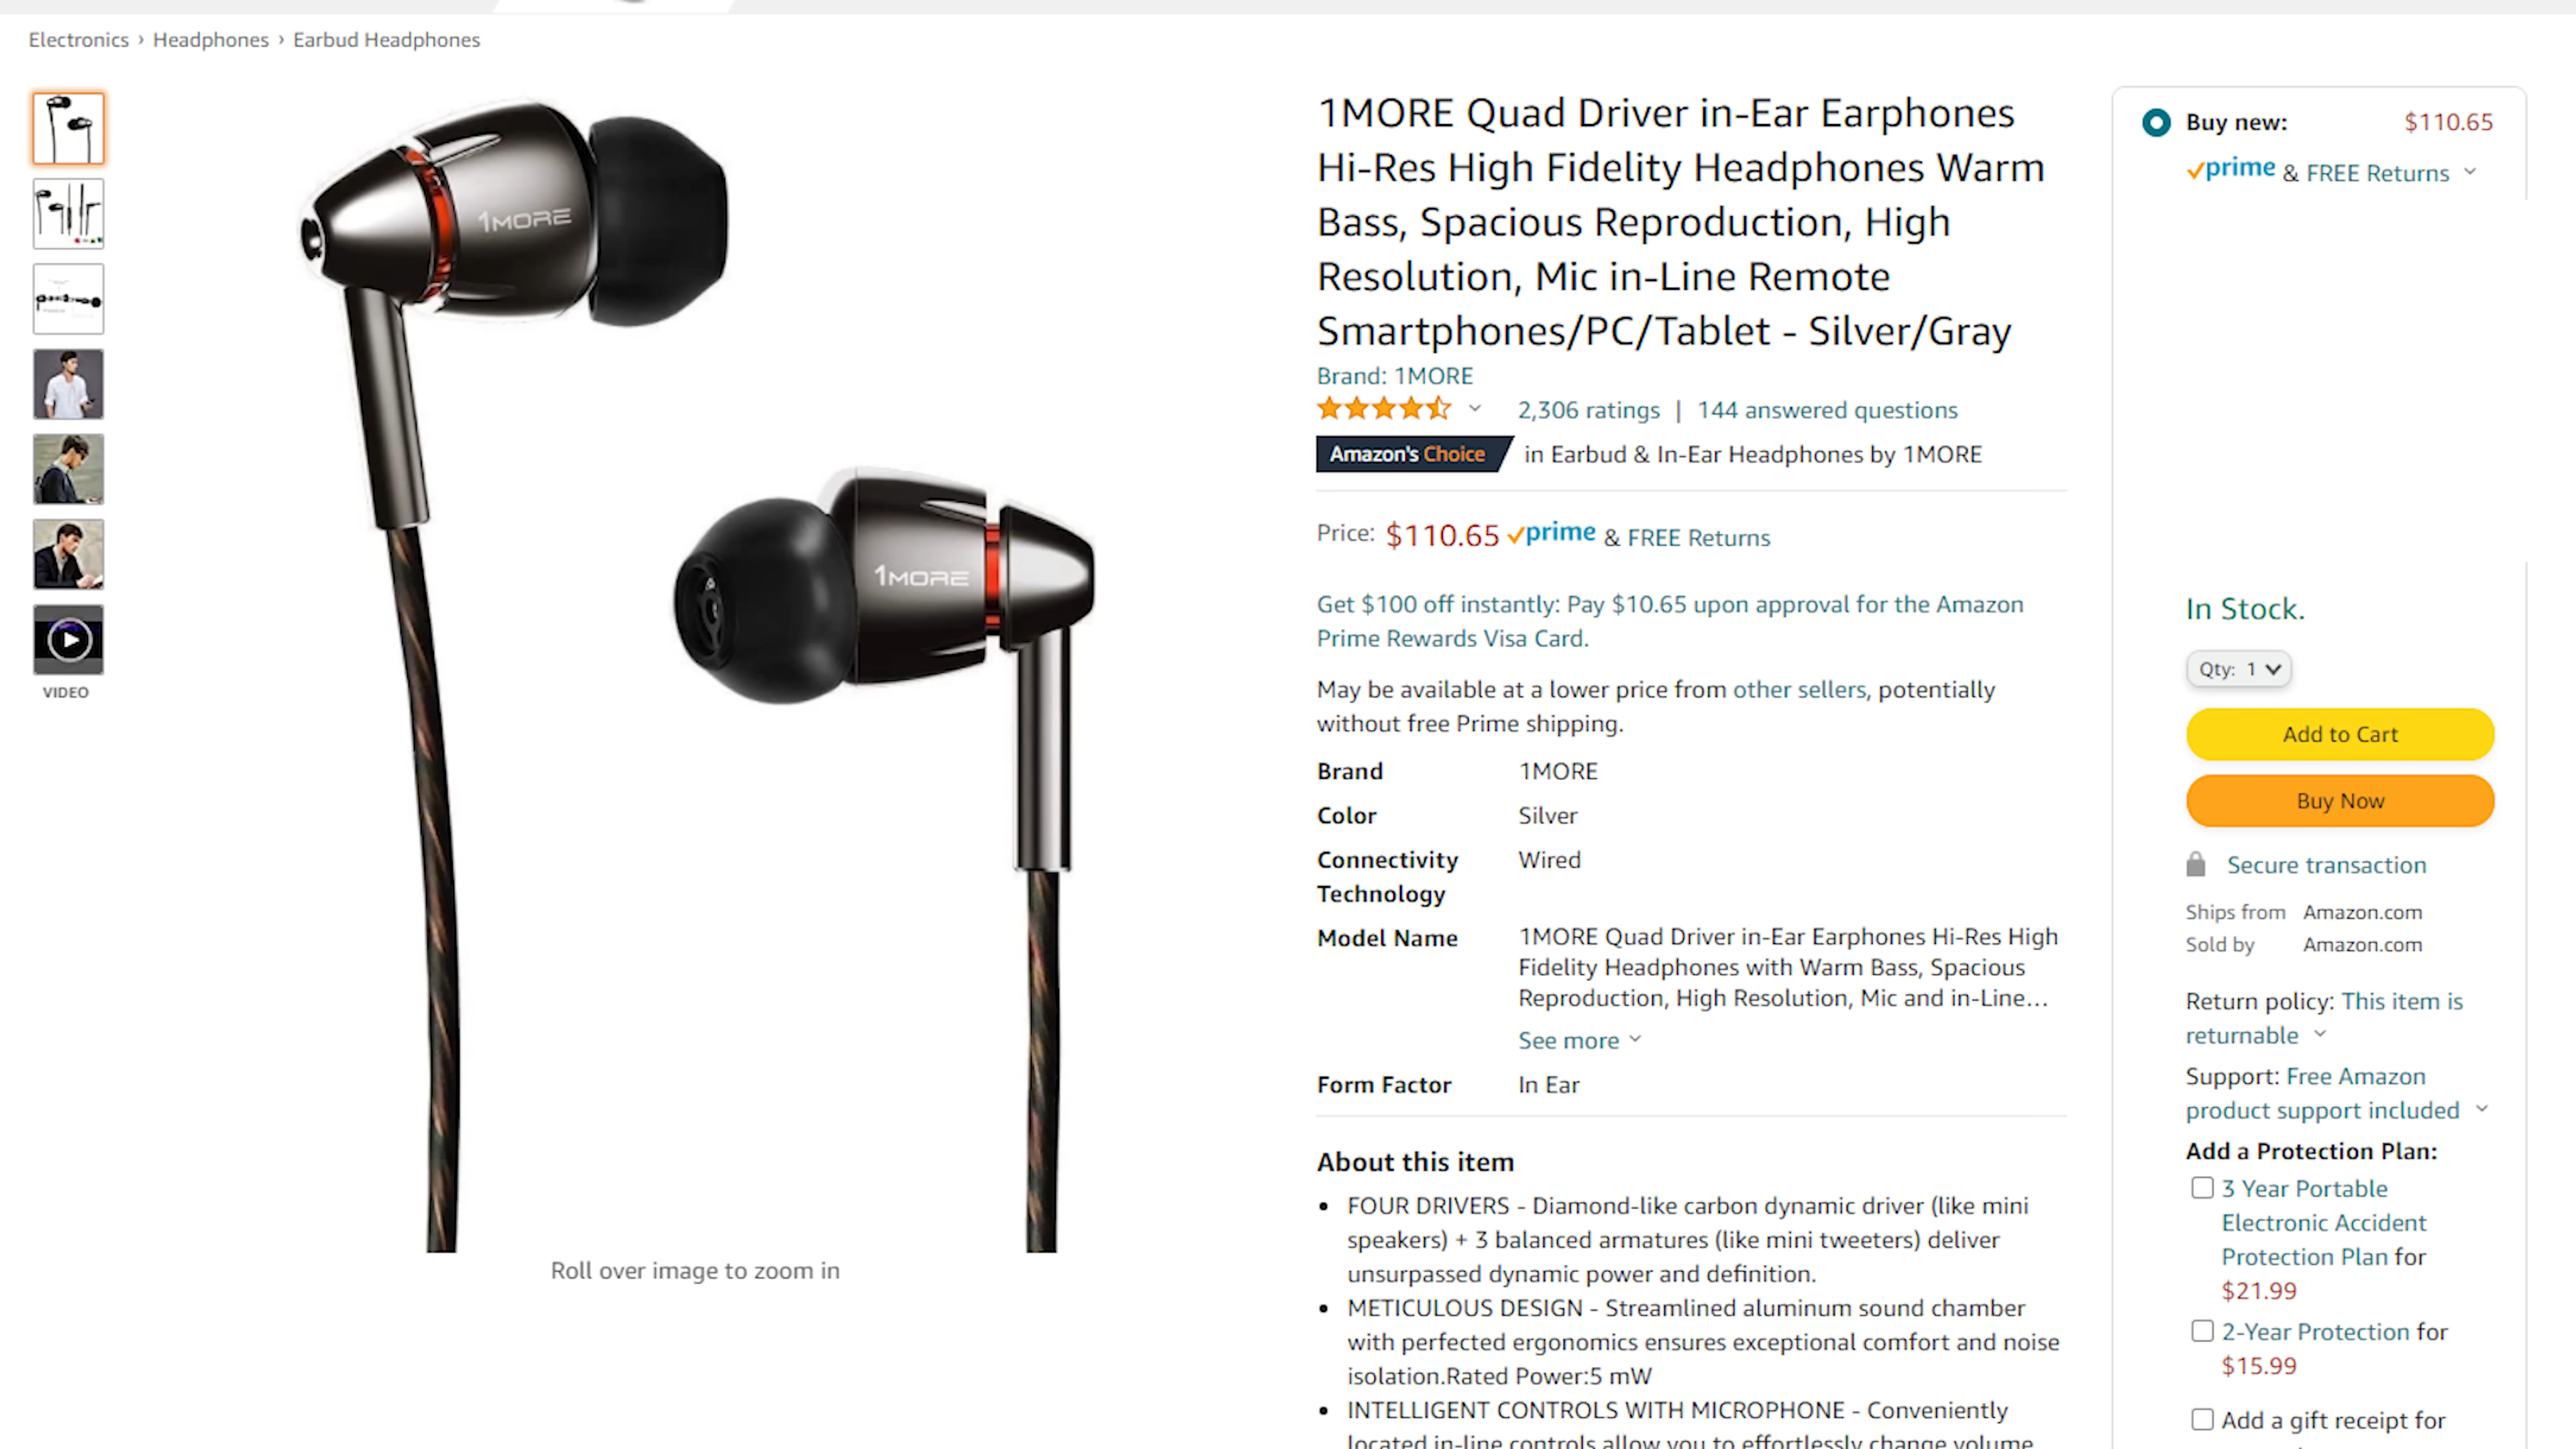 Electronics › Headphones › Earbud Headphones
1MORE
1MORE
VIDEO
Roll over image to zoom in
1MORE Quad Driver in-Ear Earphones
Hi-Res High Fidelity Headphones Warm
Bass, Spacious Reproduction, High
Resolution, Mic in-Line Remote
Smartphones/PC/Tablet - Silver/Gray
Brand: 1MORE
2,306 ratings | 144 answered questions
Amazon's Choice in Earbud & In-Ear Headphones by 1MORE
Price: $110.65 prime & FREE Returns
Get $100 off instantly: Pay $10.65 upon approval for the Amazon
Prime Rewards Visa Card.
May be available at a lower price from other sellers, potentially
without free Prime shipping.
Brand 1MORE
Color Silver
Connectivity Wired
Technology
Model Name 1MORE Quad Driver in-Ear Earphones Hi-Res High
Fidelity Headphones with Warm Bass, Spacious
Reproduction, High Resolution, Mic and in-Line…
See more
Form Factor In Ear
About this item
• FOUR DRIVERS - Diamond-like carbon dynamic driver (like mini
speakers) + 3 balanced armatures (like mini tweeters) deliver
unsurpassed dynamic power and definition.
• METICULOUS DESIGN - Streamlined aluminum sound chamber
with perfected ergonomics ensures exceptional comfort and noise
isolation.Rated Power:5 mW
• INTELLIGENT CONTROLS WITH MICROPHONE - Conveniently
located in-line controls allow you to effortlessly change volume
Buy new: $110.65
prime & FREE Returns
In Stock.
Qty: 1
Add to Cart
Buy Now
Secure transaction
Ships from Amazon.com
Sold by Amazon.com
Return policy: This item is
returnable
Support: Free Amazon
product support included
Add a Protection Plan:
3 Year Portable
Electronic Accident
Protection Plan for
$21.99
2-Year Protection for
$15.99
Add a gift receipt for